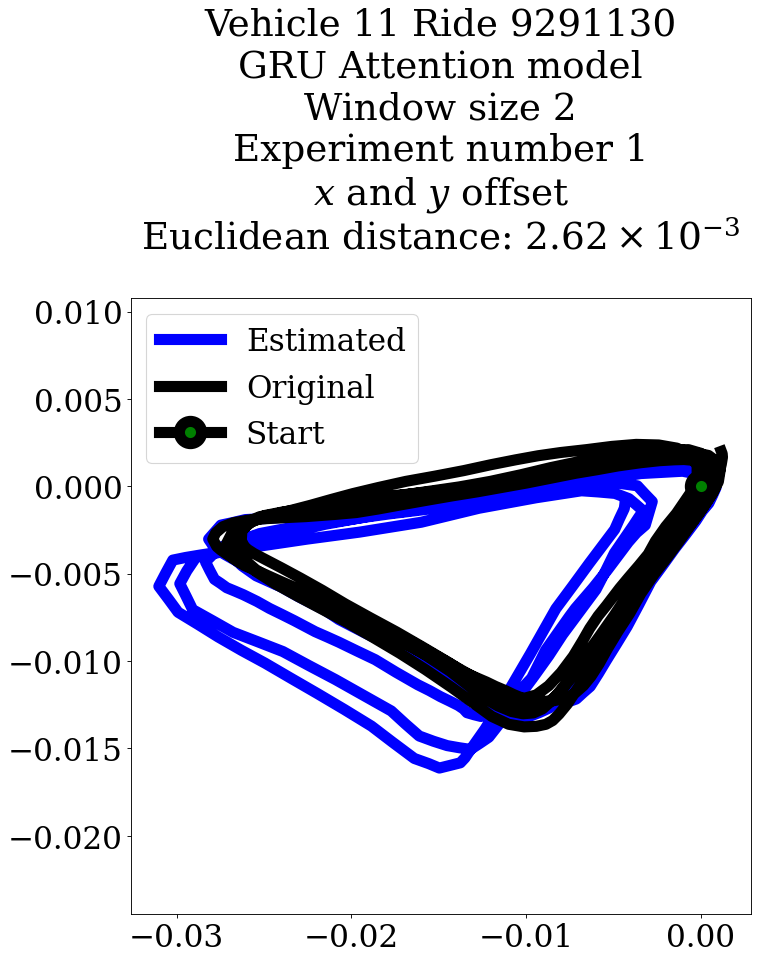 Vehicle 11 Ride 9291130
GRU Attention model
Window size 2
Experiment number 1
x and y offset
Euclidean distance: 2.62 × 10⁻³
0.010
0.005
0.000
−0.005
−0.010
−0.015
−0.020
Estimated
Original
Start
−0.03
−0.02
−0.01
0.00